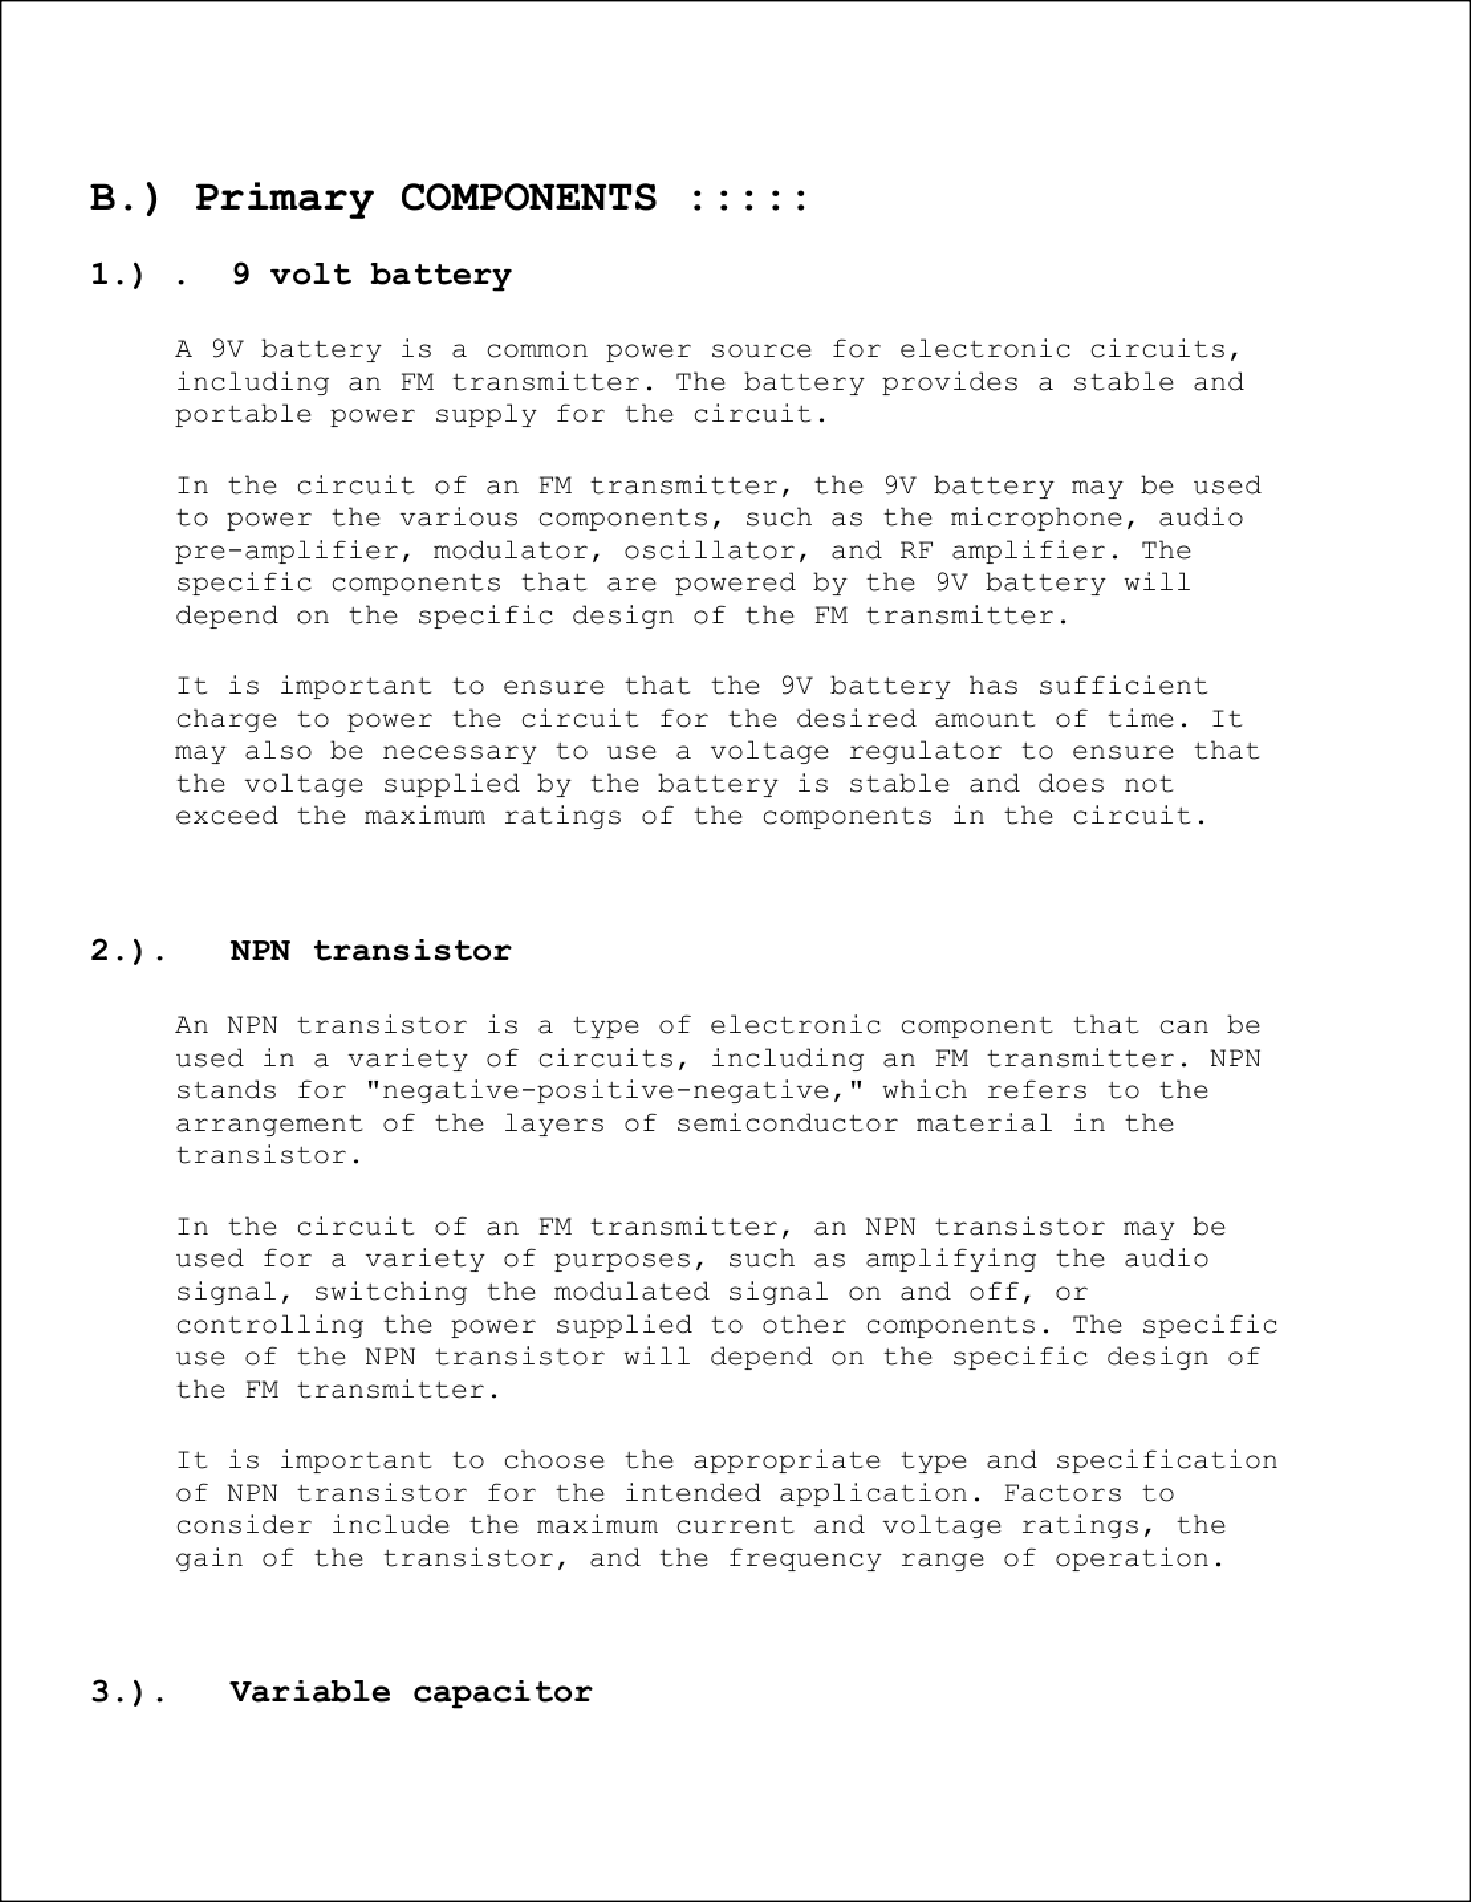 B.) Primary COMPONENTS :::::
1.) . 9 volt battery
A 9V battery is a common power source for electronic circuits,
including an FM transmitter. The battery provides a stable and
portable power supply for the circuit.
In the circuit of an FM transmitter, the 9V battery may be used
to power the various components, such as the microphone, audio
pre-amplifier, modulator, oscillator, and RF amplifier. The
specific components that are powered by the 9V battery will
depend on the specific design of the FM transmitter.
It is important to ensure that the 9V battery has sufficient
charge to power the circuit for the desired amount of time. It
may also be necessary to use a voltage regulator to ensure that
the voltage supplied by the battery is stable and does not
exceed the maximum ratings of the components in the circuit.
2.). NPN transistor
An NPN transistor is a type of electronic component that can be
used in a variety of circuits, including an FM transmitter. NPN
stands for "negative-positive-negative," which refers to the
arrangement of the layers of semiconductor material in the
transistor.
In the circuit of an FM transmitter, an NPN transistor may be
used for a variety of purposes, such as amplifying the audio
signal, switching the modulated signal on and off, or
controlling the power supplied to other components. The specific
use of the NPN transistor will depend on the specific design of
the FM transmitter.
It is important to choose the appropriate type and specification
of NPN transistor for the intended application. Factors to
consider include the maximum current and voltage ratings, the
gain of the transistor, and the frequency range of operation.
3.). Variable capacitor